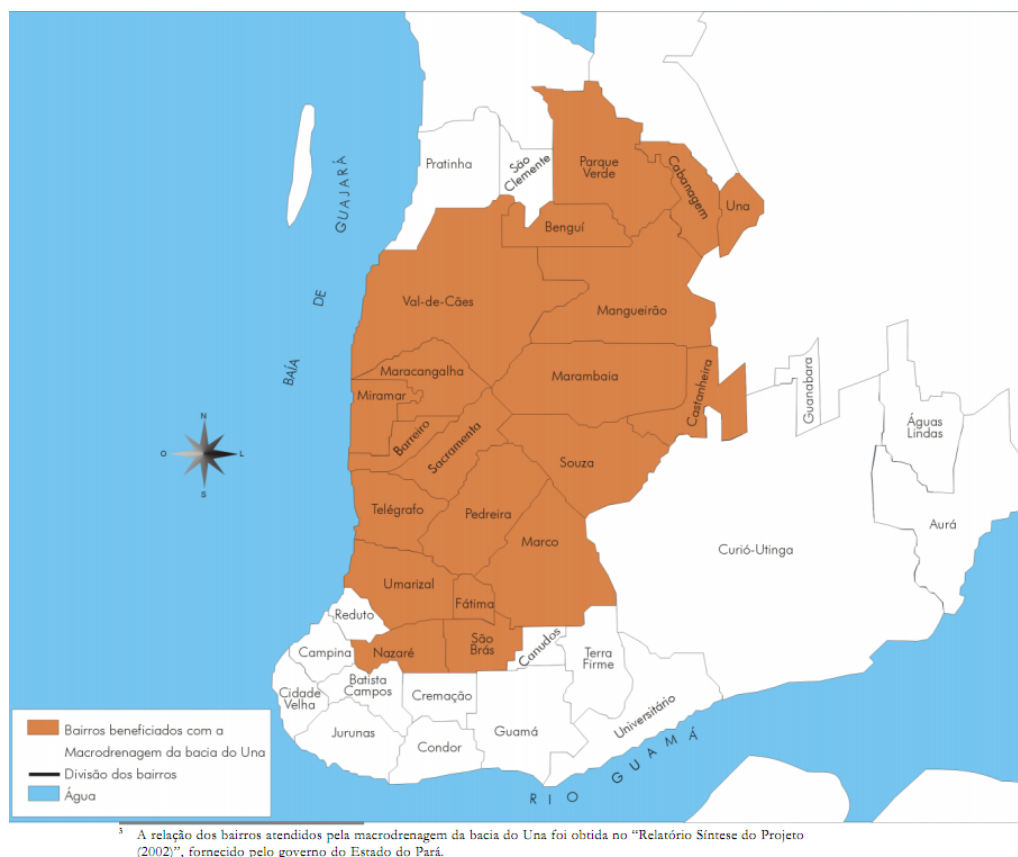 Pratinha
São
Clemente
Parque
Verde
Cabanagem
Una
BAÍA DE GUAJARÁ
Benguí
Val-de-Cães
Mangueirão
Maracangalha
Marambaia
Miramar
Castanheira
Guanabara
Barreiro
Sacramenta
Águas
Lindas
N
O
L
S
Souza
Telégrafo
Pedreira
Marco
Aurá
Curió-Utinga
Umarizal
Fátima
Reduto
São
Brás
Canudos
Campina
Nazaré
Terra
Firme
Batista
Campos
Cidade
Velha
Cremação
Universitário
Jurunas
Guamá
Condor
RIO GUAMÁ
Bairros beneficiados com a
Macrodrenagem da bacia do Una
Divisão dos bairros
Água
3 A relação dos bairros atendidos pela macrodrenagem da bacia do Una foi obtida no “Relatório Síntese do Projeto
(2002)”, fornecido pelo governo do Estado do Pará.